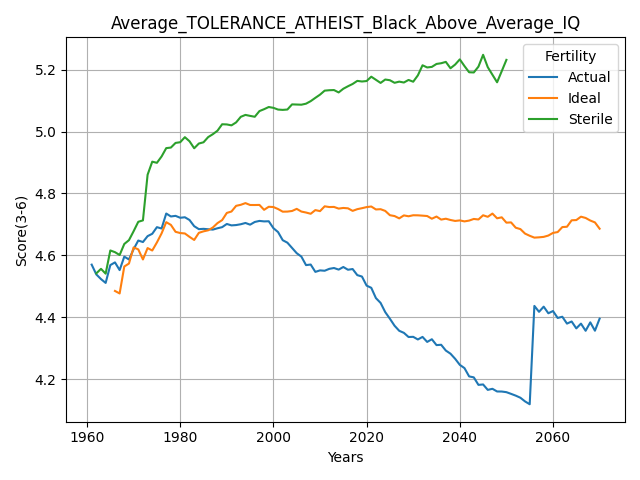 Average_TOLERANCE_ATHEIST_Black_Above_Average_IQ
Fertility
Actual
Ideal
Sterile
Score(3-6)
5.2
5.0
4.8
4.6
4.4
4.2
1960
1980
2000
2020
2040
2060
Years